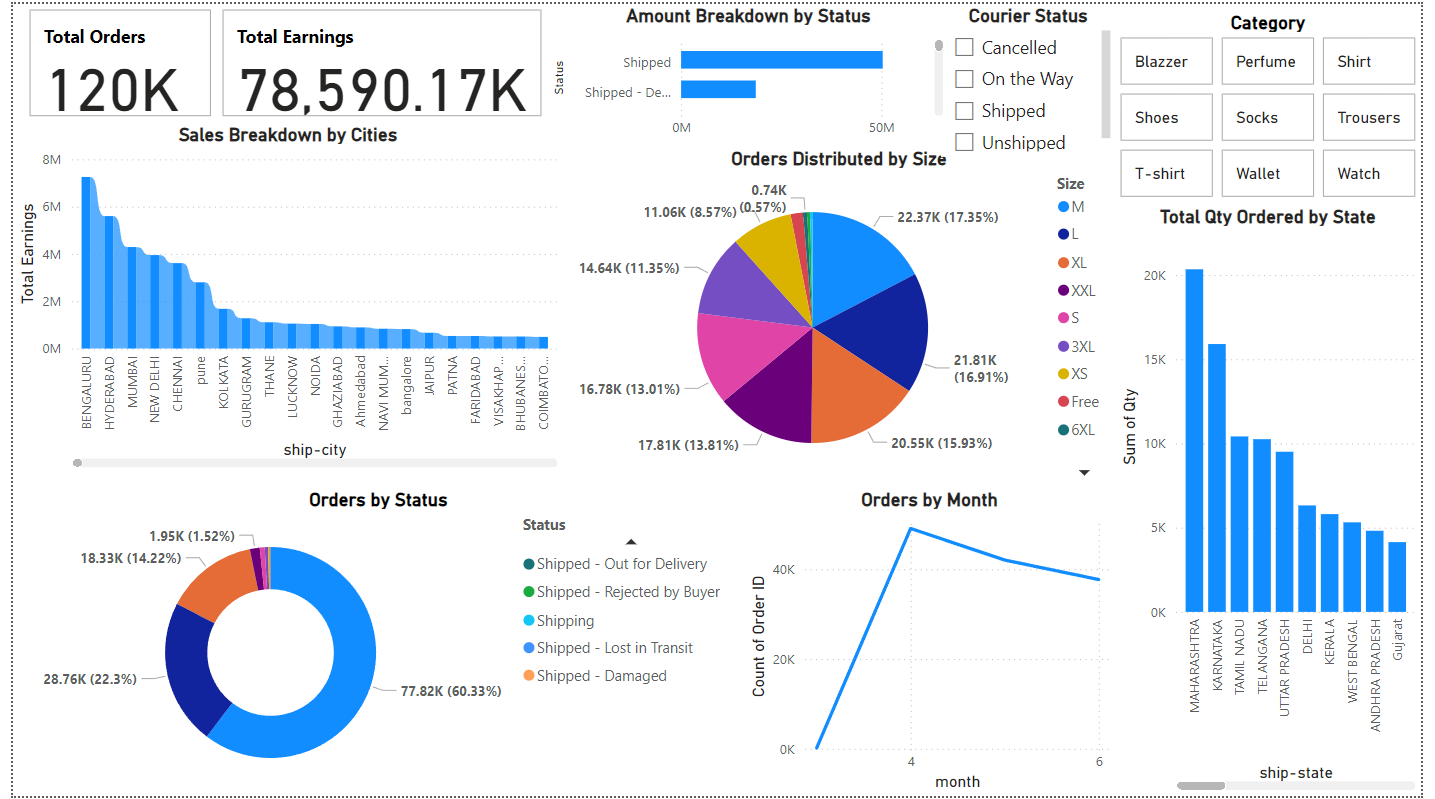 Total Orders
120K
Total Earnings
78,590.17K
Amount Breakdown by Status
Status
Shipped
Shipped - De...
0M
50M
Courier Status
Cancelled
On the Way
Shipped
Unshipped
Category
Blazzer
Perfume
Shirt
Shoes
Socks
Trousers
T-shirt
Wallet
Watch
Sales Breakdown by Cities
Total Earnings
8M
6M
4M
2M
0M
BENGALURU
HYDERABAD
MUMBAI
NEW DELHI
CHENNAI
pune
KOLKATA
GURUGRAM
THANE
LUCKNOW
NOIDA
GHAZIABAD
Ahmedabad
NAVI MUM...
bangalore
JAIPUR
PATNA
FARIDABAD
VISAKHAP...
BHUBANES...
COIMBATO...
ship-city
Orders Distributed by Size
0.74K
(0.57%)
11.06K (8.57%)
22.37K (17.35%)
14.64K (11.35%)
21.81K
(16.91%)
16.78K (13.01%)
17.81K (13.81%)
20.55K (15.93%)
Size
M
L
XL
XXL
S
3XL
XS
Free
6XL
Total Qty Ordered by State
Sum of Qty
20K
15K
10K
5K
0K
MAHARASHTRA
KARNATAKA
TAMIL NADU
TELANGANA
UTTAR PRADESH
DELHI
KERALA
WEST BENGAL
ANDHRA PRADESH
Gujarat
ship-state
Orders by Status
1.95K (1.52%)
18.33K (14.22%)
28.76K (22.3%)
77.82K (60.33%)
Status
Shipped - Out for Delivery
Shipped - Rejected by Buyer
Shipping
Shipped - Lost in Transit
Shipped - Damaged
Orders by Month
Count of Order ID
40K
20K
0K
4
6
month